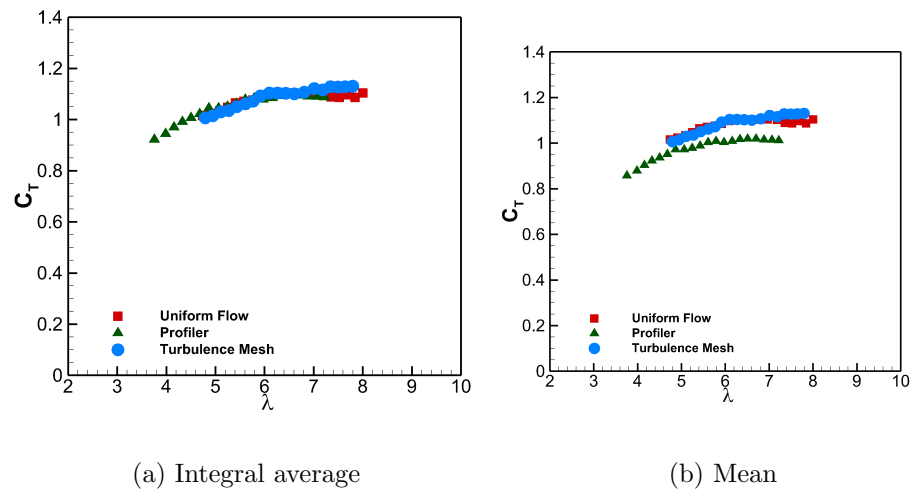 1.4
1.2
1
0.8
0.6
0.4
0.2
0
C_T
2 3 4 5 6 7 8 9 10
λ
Uniform Flow
Profiler
Turbulence Mesh
(a) Integral average
1.4
1.2
1
0.8
0.6
0.4
0.2
0
C_T
2 3 4 5 6 7 8 9 10
λ
Uniform Flow
Profiler
Turbulence Mesh
(b) Mean